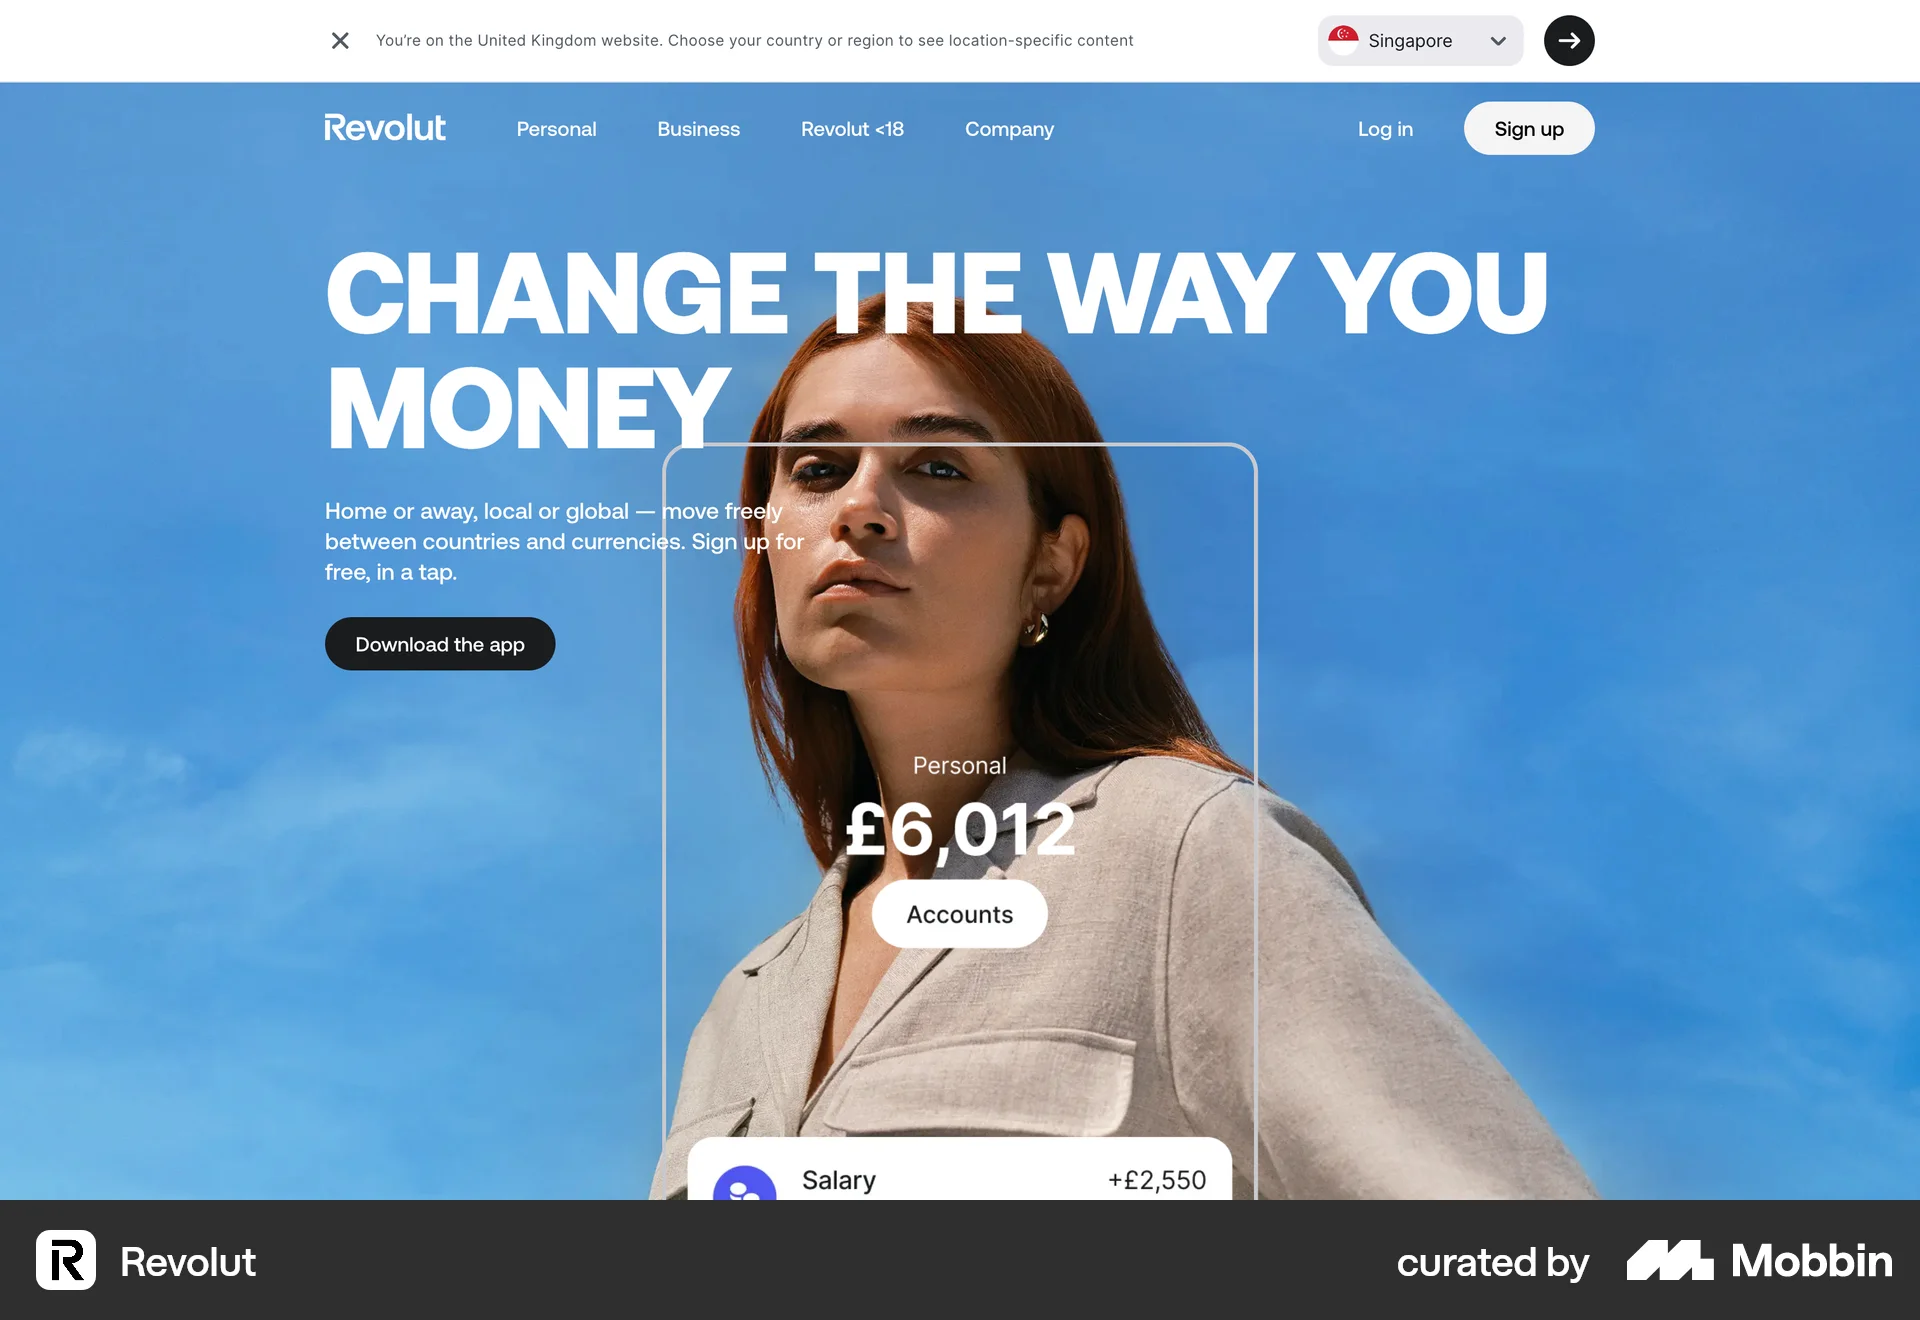 You're on the United Kingdom website. Choose your country or region to see location-specific content
Singapore
Revolut
Personal
Business
Revolut <18
Company
Log in
Sign up
CHANGE THE WAY YOU
MONEY
Home or away, local or global — move freely
between countries and currencies. Sign up for
free, in a tap.
Download the app
Personal
£6,012
Accounts
Salary
+£2,550
Revolut
curated by
Mobbin